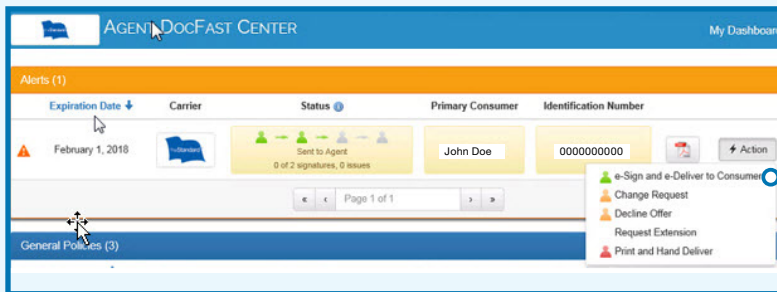 AGENT DOCFAST CENTER
My Dashboar
Alerts (1)
Expiration Date Carrier Status Primary Consumer Identification Number
February 1, 2018 Sent to Agent John Doe 0000000000 Action
0 of 2 signatures, 0 issues
e-Sign and e-Deliver to Consumer
Change Request
Page 1 of 1
Decline Offer
Request Extension
General Policies (3)
Print and Hand Deliver